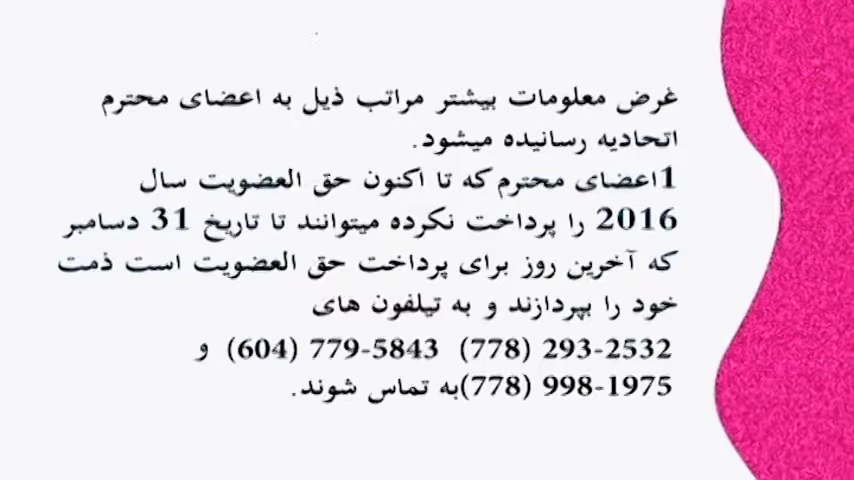 غرض معلومات بیشتر مراتب ذیل به اعضای محترم
اتحادیه رسانیده میشود.
1اعضای محترم که تا اکنون حق العضویت سال
2016 را پرداخت نکرده میتوانند تا تاریخ 31 دسامبر
که آخرین روز برای پرداخت حق العضویت است ذمت
خود را بپردازند و به تیلفون های
(778) 293-2532 (604) 779-5843 و
(778) 998-1975به تماس شوند.